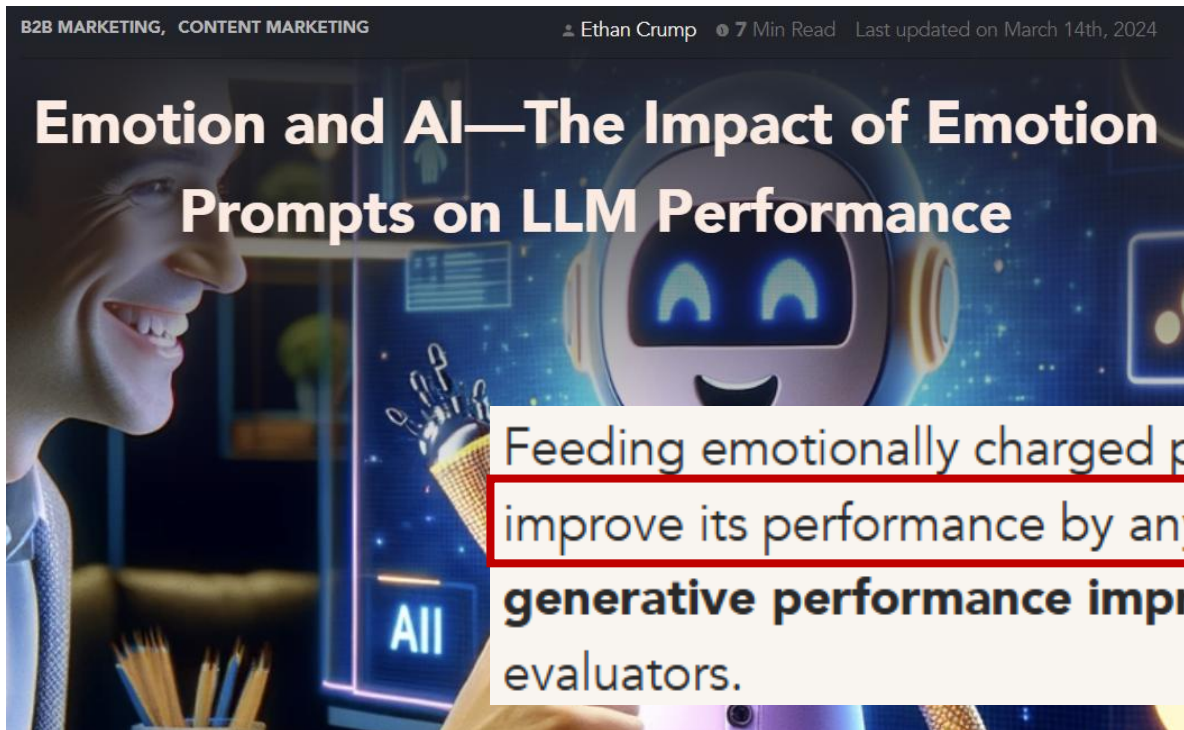 B2B MARKETING, CONTENT MARKETING
Ethan Crump 7 Min Read Last updated on March 14th, 2024
Emotion and AI—The Impact of Emotion
Prompts on LLM Performance
All
Feeding emotionally charged
improve its performance by
generative performance
evaluators.